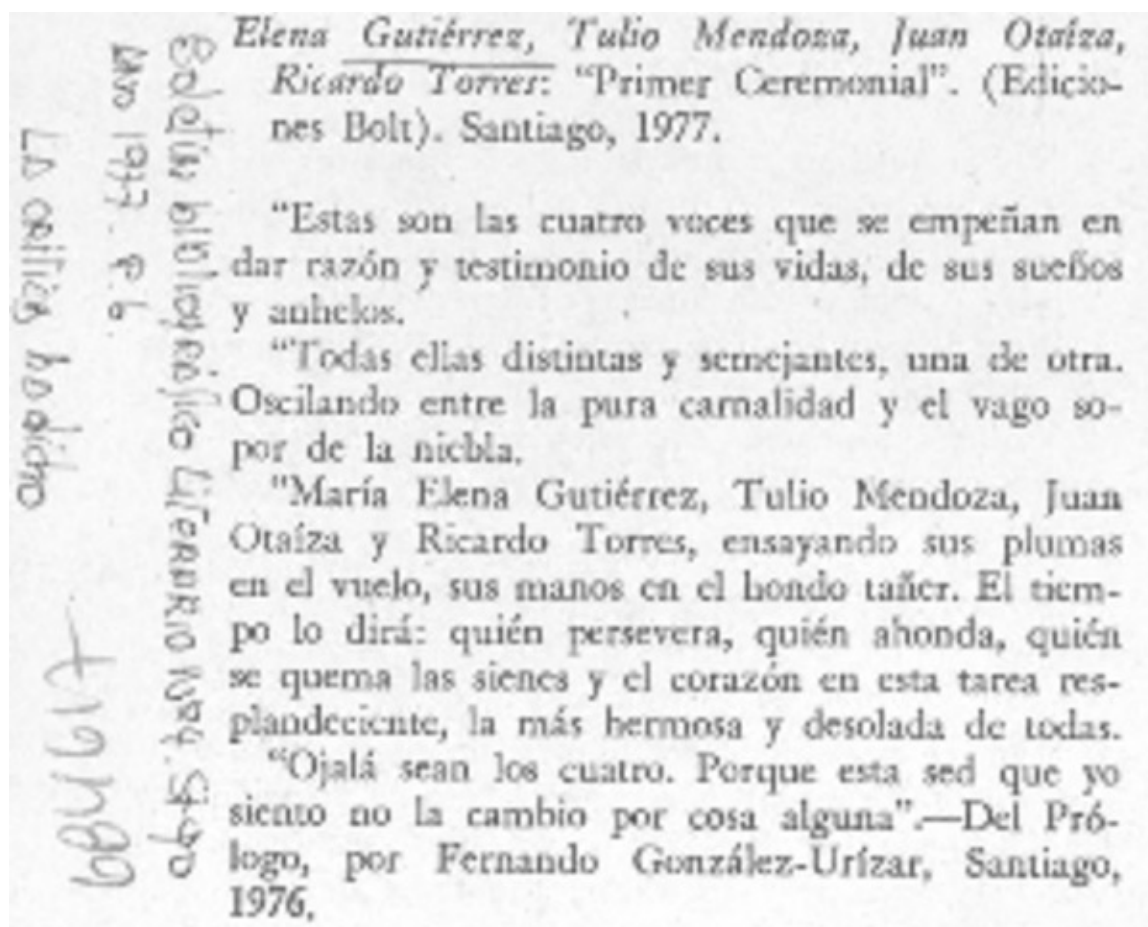 Elena Gutiérrez, Tulio Mendoza, Juan Otaíza,
Ricardo Torres: "Primer Ceremonial". (Edicio-
nes Bolt). Santiago, 1977.
"Estas son las cuatro voces que se empeñan en
dar razón y testimonio de sus vidas, de sus sueños
y anhelos.
"Todas ellas distintas y semejantes, una de otra.
Oscilando entre la pura carnalidad y el vago so-
por de la niebla.
"María Elena Gutiérrez, Tulio Mendoza, Juan
Otaíza y Ricardo Torres, ensayando sus plumas
en el vuelo, sus manos en el hondo tañer. El tiem-
po lo dirá: quién persevera, quién ahonda, quién
se quema las sienes y el corazón en esta tarea res-
plandeciente, la más hermosa y desolada de todas.
"Ojalá sean los cuatro. Porque esta sed que yo
siento no la cambio por cosa alguna".—Del Pró-
logo, por Fernando González-Urízar, Santiago,
1976.
Boletín bibliográfico Literario Stgo
1977. P. 6.
La crítica ha dicho